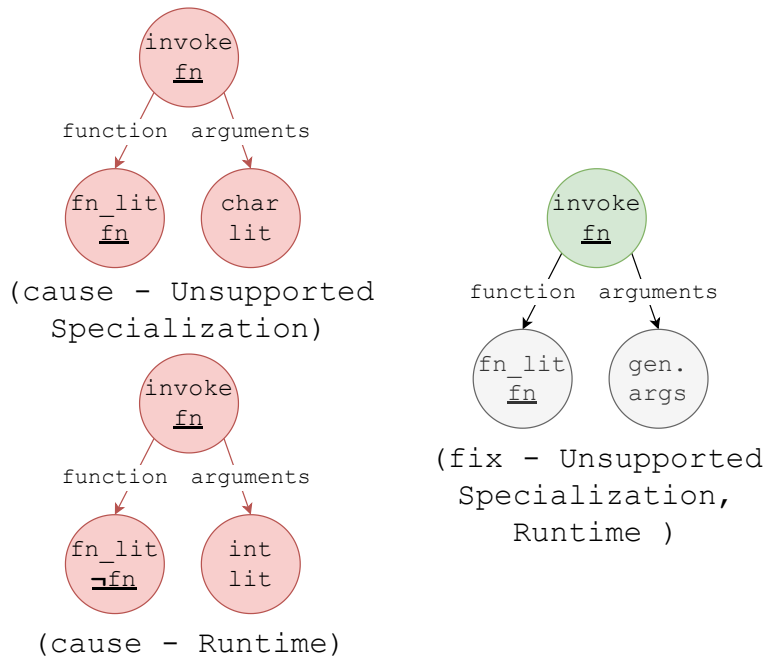 invoke
fn
function arguments
fn_lit
fn
char
lit
(cause - Unsupported
Specialization)
invoke
fn
function arguments
fn_lit
¬fn
int
lit
(cause - Runtime)
invoke
fn
function arguments
fn_lit
fn
gen.
args
(fix - Unsupported
Specialization,
Runtime )